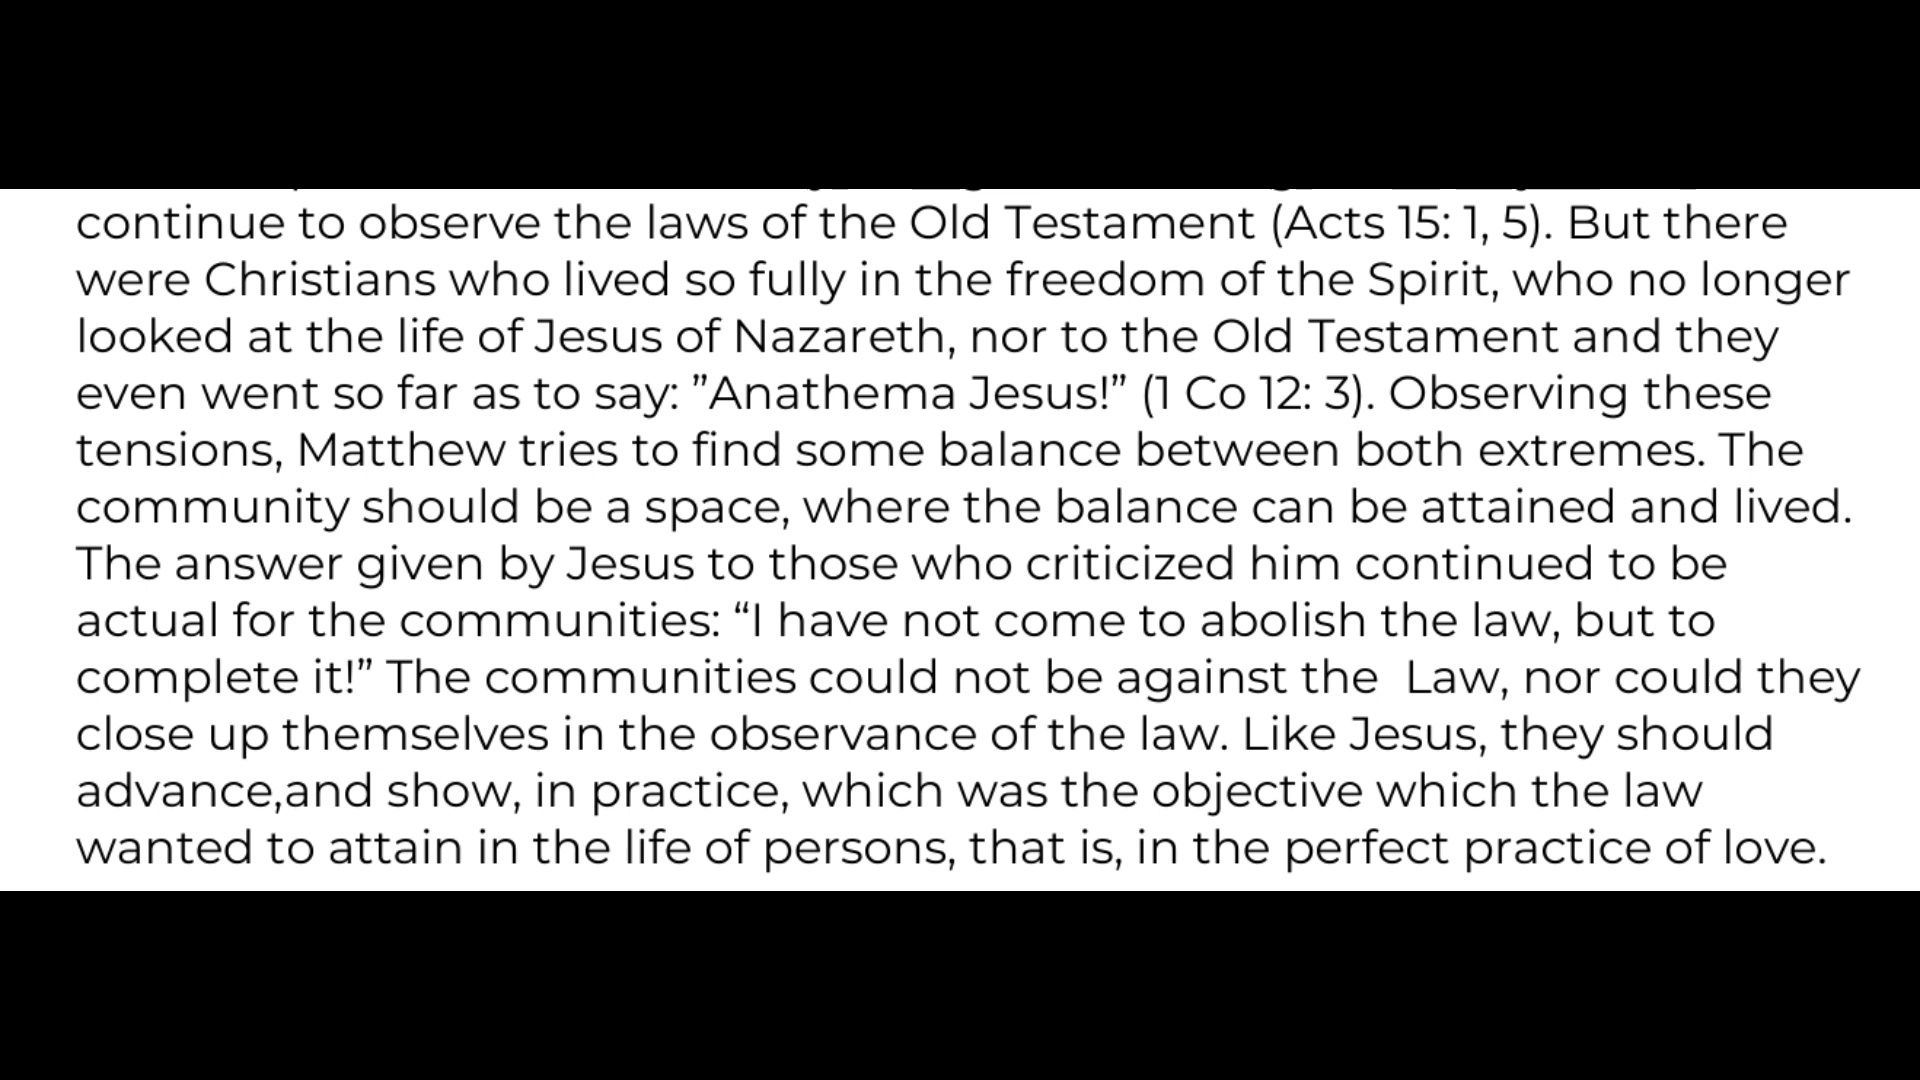 continue to observe the laws of the Old Testament (Acts 15: 1, 5). But there
were Christians who lived so fully in the freedom of the Spirit, who no longer
looked at the life of Jesus of Nazareth, nor to the Old Testament and they
even went so far as to say: ”Anathema Jesus!” (1 Co 12: 3). Observing these
tensions, Matthew tries to find some balance between both extremes. The
community should be a space, where the balance can be attained and lived.
The answer given by Jesus to those who criticized him continued to be
actual for the communities: “I have not come to abolish the law, but to
complete it!” The communities could not be against the  Law, nor could they
close up themselves in the observance of the law. Like Jesus, they should
advance,and show, in practice, which was the objective which the law
wanted to attain in the life of persons, that is, in the perfect practice of love.